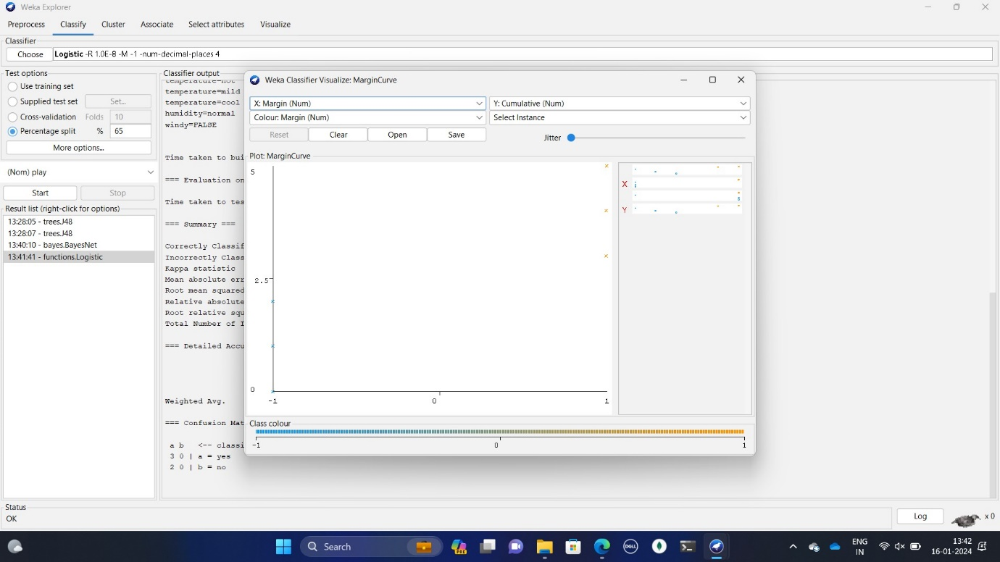 Weka Explorer
Preprocess Classify Cluster Associate Select attributes Visualize
Classifier
Choose Logistic -R 1.0E-8 -M -1 -num-decimal-places 4
Test options
Use training set
Supplied test set Set...
Cross-validation Folds 10
Percentage split % 65
More options...
(Nom) play
Start Stop
Result list (right-click for options)
13:28:05 - trees.J48
13:28:07 - trees.J48
13:40:10 - bayes.BayesNet
13:41:41 - functions.Logistic
Classifier output
temperature=hot
temperature=mild
temperature=cool
humidity=normal
windy=FALSE
Time taken to bui
=== Evaluation on
Time taken to tes
=== Summary ===
Correctly Classif
Incorrectly Class
Kappa statistic
Mean absolute err
Root mean squared
Relative absolute
Root relative squ
Total Number of I
=== Detailed Accu
Weighted Avg.
=== Confusion Mat
a b <-- classi
3 0 | a = yes
2 0 | b = no
Weka Classifier Visualize: MarginCurve
X: Margin (Num) Y: Cumulative (Num)
Colour: Margin (Num) Select Instance
Reset Clear Open Save Jitter
Plot: MarginCurve
5
2.5
0
-1 0 1
X
Y
Class colour
-1 0 1
Status
OK
Log x 0
Search
PRE
DELL
ENG
IN
13:42
16-01-2024